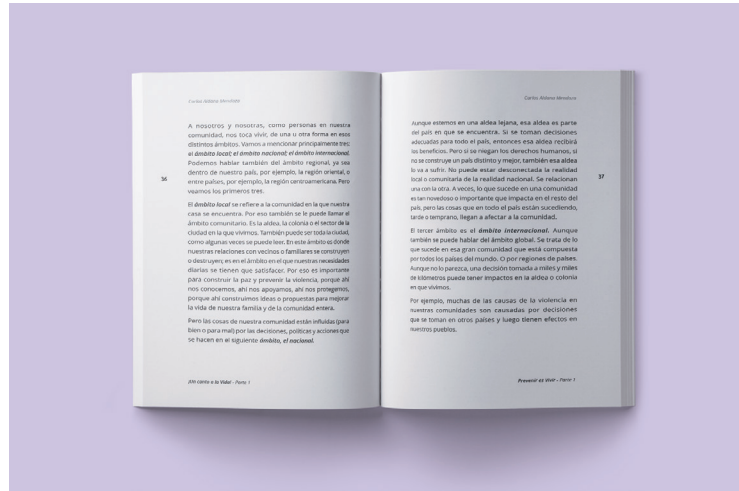 Carlos Aldana Mendoza
A nosotros y nosotras, como personas en nuestra
comunidad, nos toca vivir, de una u otra forma en esos
distintos ámbitos. Vamos a mencionar principalmente tres:
el ámbito local; el ámbito nacional; el ámbito internacional.
Podemos hablar también del ámbito regional, ya sea
dentro de nuestro país, por ejemplo, la región oriental, o
entre países, por ejemplo, la región centroamericana. Pero
veamos los primeros tres.
36
El ámbito local se refiere a la comunidad en la que nuestra
casa se encuentra. Por eso también se le puede llamar el
ámbito comunitario. Es la aldea, la colonia o el sector de la
ciudad en la que vivimos. También puede ser toda la ciudad,
como algunas veces se puede leer. En este ámbito es donde
nuestras relaciones con vecinos o familiares se construyen
o destruyen; es en el ámbito en el que nuestras necesidades
diarias se tienen que satisfacer. Por eso es importante
para construir la paz y prevenir la violencia, porque ahí
nos conocemos, ahí nos apoyamos, ahí nos protegemos,
porque ahí construimos ideas o propuestas para mejorar
la vida de nuestra familia y de la comunidad entera.
Pero las cosas de nuestra comunidad están influidas (para
bien o para mal) por las decisiones, políticas y acciones que
se hacen en el siguiente ámbito, el nacional.
canto a la Vida! - Parte 1
Carlos Aldana Mendoza
Aunque estemos en una aldea lejana, esa aldea es parte
del país en que se encuentra. Si se toman decisiones
adecuadas para todo el país, entonces esa aldea recibirá
los beneficios. Pero si se niegan los derechos humanos, si
no se construye un país distinto y mejor, también esa aldea
lo va a sufrir. No puede estar desconectada la realidad
local o comunitaria de la realidad nacional. Se relacionan
una con la otra. A veces, lo que sucede en una comunidad
es tan novedoso o importante que impacta en el resto del
país, pero las cosas que en todo el país están sucediendo,
tarde o temprano, llegan a afectar a la comunidad.
37
El tercer ámbito es el ámbito internacional. Aunque
también se puede hablar del ámbito global. Se trata de lo
que sucede en esa gran comunidad que está compuesta
por todos los países del mundo. O por regiones de países.
Aunque no lo parezca, una decisión tomada a miles y miles
de kilómetros puede tener impactos en la aldea o colonia
en que vivimos.
Por ejemplo, muchas de las causas de la violencia en
nuestras comunidades son causadas por decisiones
que se toman en otros países y luego tienen efectos en
nuestros pueblos.
Prevenir es Vivir - Parte 1